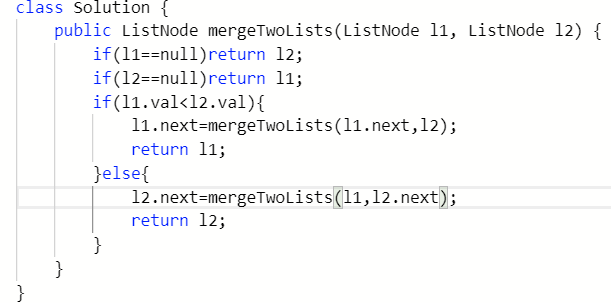 class Solution {
    public ListNode mergeTwoLists(ListNode l1, ListNode l2) {
        if(l1==null)return l2;
        if(l2==null)return l1;
        if(l1.val<l2.val){
            l1.next=mergeTwoLists(l1.next,l2);
            return l1;
        }else{
            l2.next=mergeTwoLists(l1,l2.next);
            return l2;
        }
    }
}